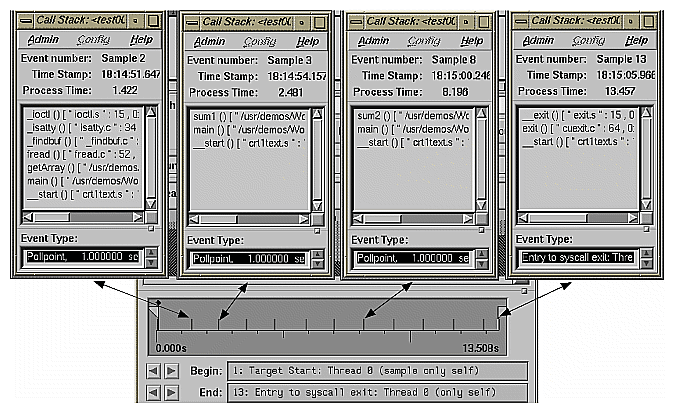 Call Stack: <test00
Admin Config Help
Event number: Sample 2
Time Stamp: 18:14:51.647
Process Time: 1.422
_ioctl () [ " ioctl.s " : 15 , 0:
_isatty () [ " isatty.c " : 34
_findbuf () [ " _findbuf.c " :
fread () [ " fread.c " : 52 ,
getArray () [ " /usr/demos.
main () [ " /usr/demos/Wo
__start () [ " crt1text.s " :
Event Type:
Pollpoint, 1.000000 se
Call Stack: <test00
Admin Config Help
Event number: Sample 3
Time Stamp: 18:14:54.157
Process Time: 2.481
sum1 () [ " /usr/demos/Wo
main () [ " /usr/demos/Wo
__start () [ " crt1text.s " :
Event Type:
Pollpoint, 1.000000 se
Call Stack: <test00
Admin Config Help
Event number: Sample 8
Time Stamp: 18:15:00.246
Process Time: 8.196
sum2 () [ " /usr/demos/Wo
main () [ " /usr/demos/Wo
__start () [ " crt1text.s " :
Event Type:
Pollpoint, 1.000000 se
Call Stack: <test00
Admin Config Help
Event number: Sample 13
Time Stamp: 18:15:05.966
Process Time: 13.457
__exit () [ " exit.s " : 15 , 0
exit () [ " cuexit.c " : 64 , 0:
__start () [ " crt1text.s " :
Event Type:
Entry to syscall exit: Thre
0.000s 13.508s
Begin: 1: Target Start: Thread 0 (sample only self)
End: 13: Entry to syscall exit: Thread 0 (only self)